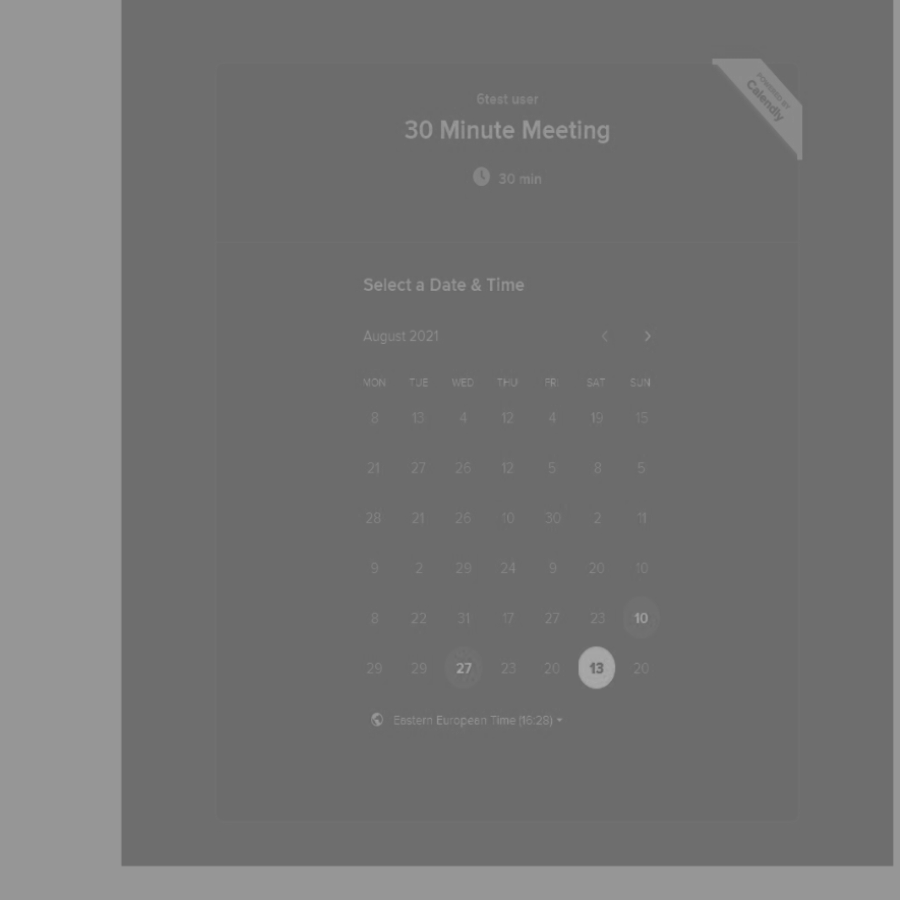 POWERED BY
Calendly
6test user
30 Minute Meeting
30 min
Select a Date & Time
August 2021
MON TUE WED THU FRI SAT SUN
8 13 4 12 4 19 15
21 27 26 12 5 8 5
28 21 26 10 30 2 11
9 2 29 24 9 20 10
8 22 31 17 27 23 10
29 29 27 23 20 13 20
Eastern European Time (16:28)